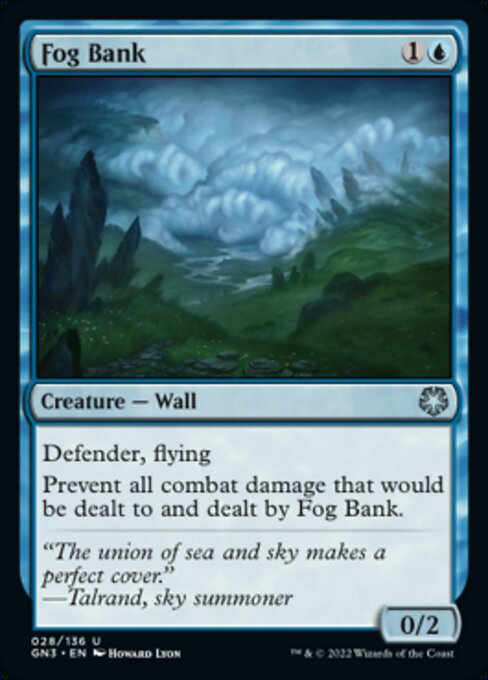 Fog Bank 1
Creature — Wall
Defender, flying
Prevent all combat damage that would
be dealt to and dealt by Fog Bank.
“The union of sea and sky makes a
perfect cover.”
—Talrand, sky summoner
0/2
028/136 U
GN3 • EN Howard Lyon
™ & © 2022 Wizards of the Coast